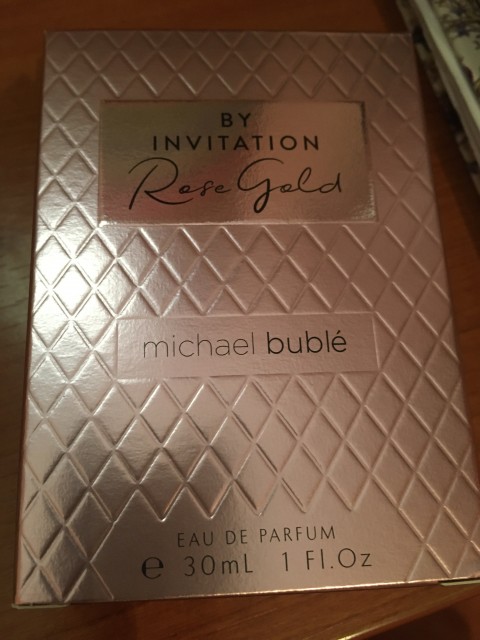 BY
INVITATION
Rose Gold
michael bublé
EAU DE PARFUM
e 30mL 1 Fl.Oz